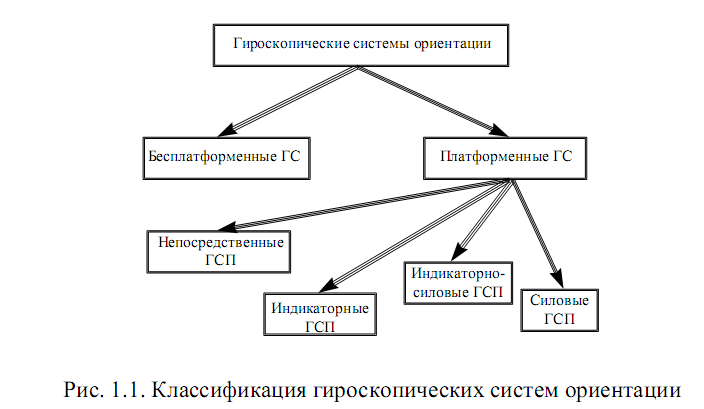 Гироскопические системы ориентации
Бесплатформенные ГС
Платформенные ГС
Непосредственные
ГСП
Индикаторные
ГСП
Индикаторно-
силовые ГСП
Силовые
ГСП
Рис. 1.1. Классификация гироскопических систем ориентации